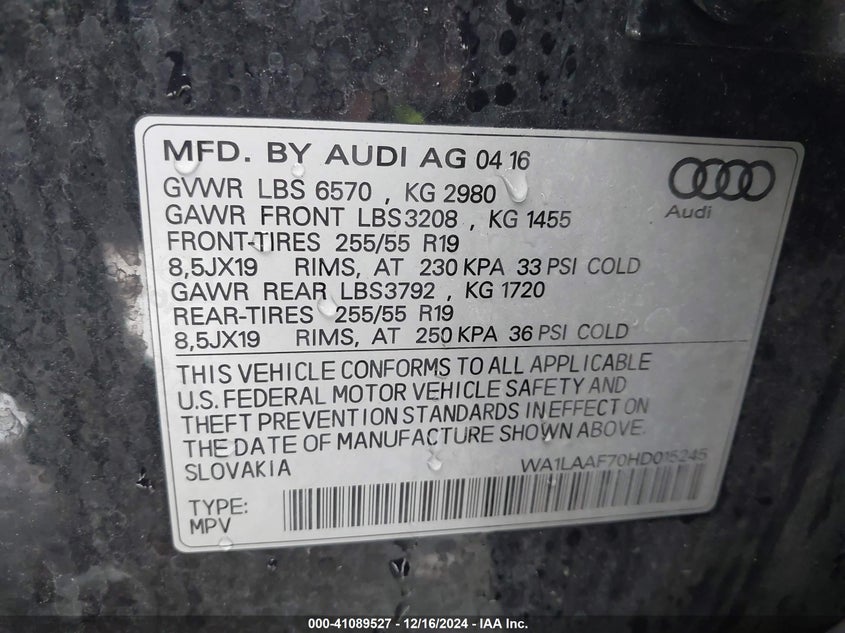 MFD. BY AUDI AG 04 16
GVWR LBS 6570 , KG 2980
GAWR FRONT LBS 3208 , KG 1455
FRONT-TIRES 255/55 R19
8,5JX19 RIMS, AT 230 KPA 33 PSI COLD
GAWR REAR LBS 3792 , KG 1720
REAR-TIRES 255/55 R19
8,5JX19 RIMS, AT 250 KPA 36 PSI COLD
Audi
THIS VEHICLE CONFORMS TO ALL APPLICABLE
U.S. FEDERAL MOTOR VEHICLE SAFETY AND
THEFT PREVENTION STANDARDS IN EFFECT ON
THE DATE OF MANUFACTURE SHOWN ABOVE.
SLOVAKIA WA1LAAF70HD015245
TYPE:
MPV
000-41089527 - 12/16/2024 - IAA Inc.